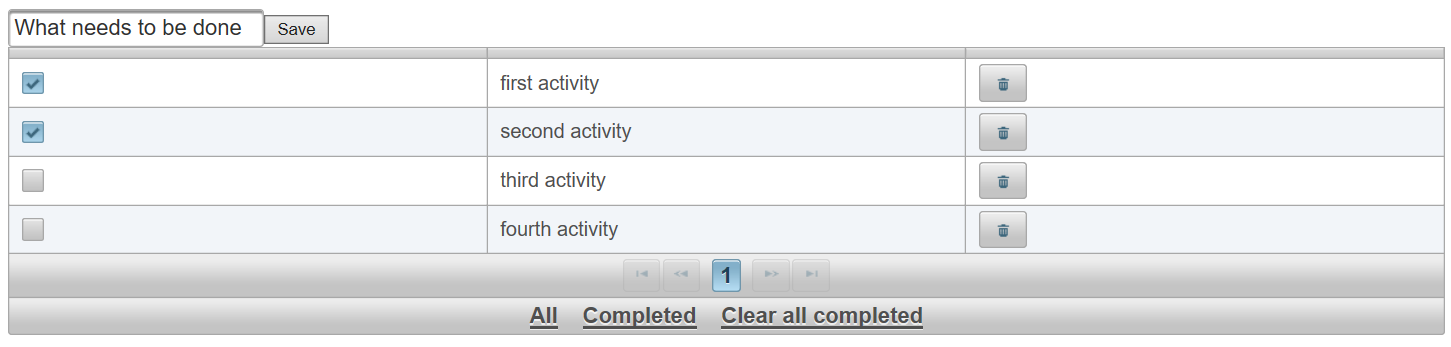 What needs to be done Save
first activity
second activity
third activity
fourth activity
1
All Completed Clear all completed